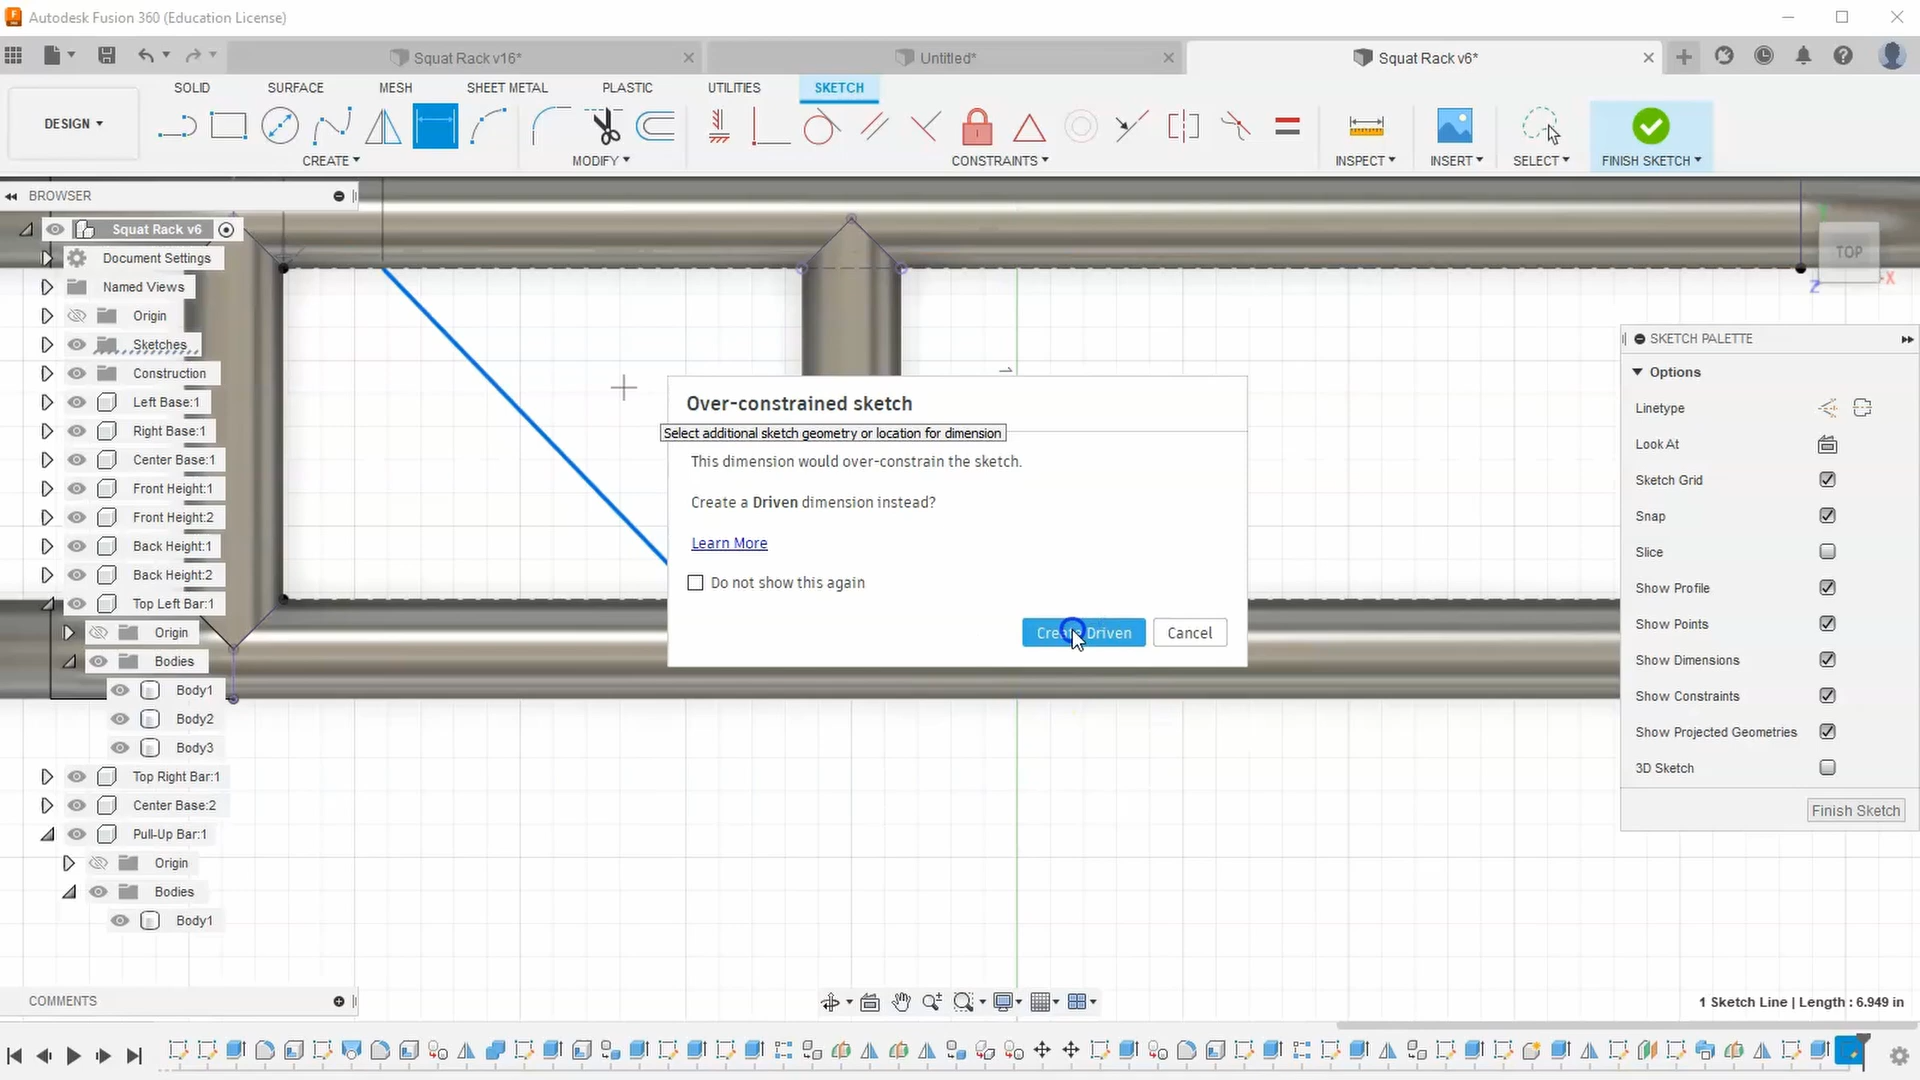 Autodesk Fusion 360 (Education License)
Squat Rack v16*
Untitled*
Squat Rack v6*
SOLID
SURFACE
MESH
SHEET METAL
PLASTIC
UTILITIES
SKETCH
DESIGN
CREATE
MODIFY
CONSTRAINTS
INSPECT
INSERT
SELECT
FINISH SKETCH
BROWSER
Squat Rack v6
Document Settings
Named Views
Origin
Sketches
Construction
Left Base:1
Right Base:1
Center Base:1
Front Height:1
Front Height:2
Back Height:1
Back Height:2
Top Left Bar:1
Origin
Bodies
Body1
Body2
Body3
Top Right Bar:1
Center Base:2
Pull-Up Bar:1
Origin
Bodies
Body1
COMMENTS
Over-constrained sketch
Select additional sketch geometry or location for dimension
This dimension would over-constrain the sketch.
Create a Driven dimension instead?
Learn More
Do not show this again
Create Driven
Cancel
TOP
X
Z
SKETCH PALETTE
Options
Linetype
Look At
Sketch Grid
Snap
Slice
Show Profile
Show Points
Show Dimensions
Show Constraints
Show Projected Geometries
3D Sketch
Finish Sketch
1 Sketch Line | Length : 6.949 in